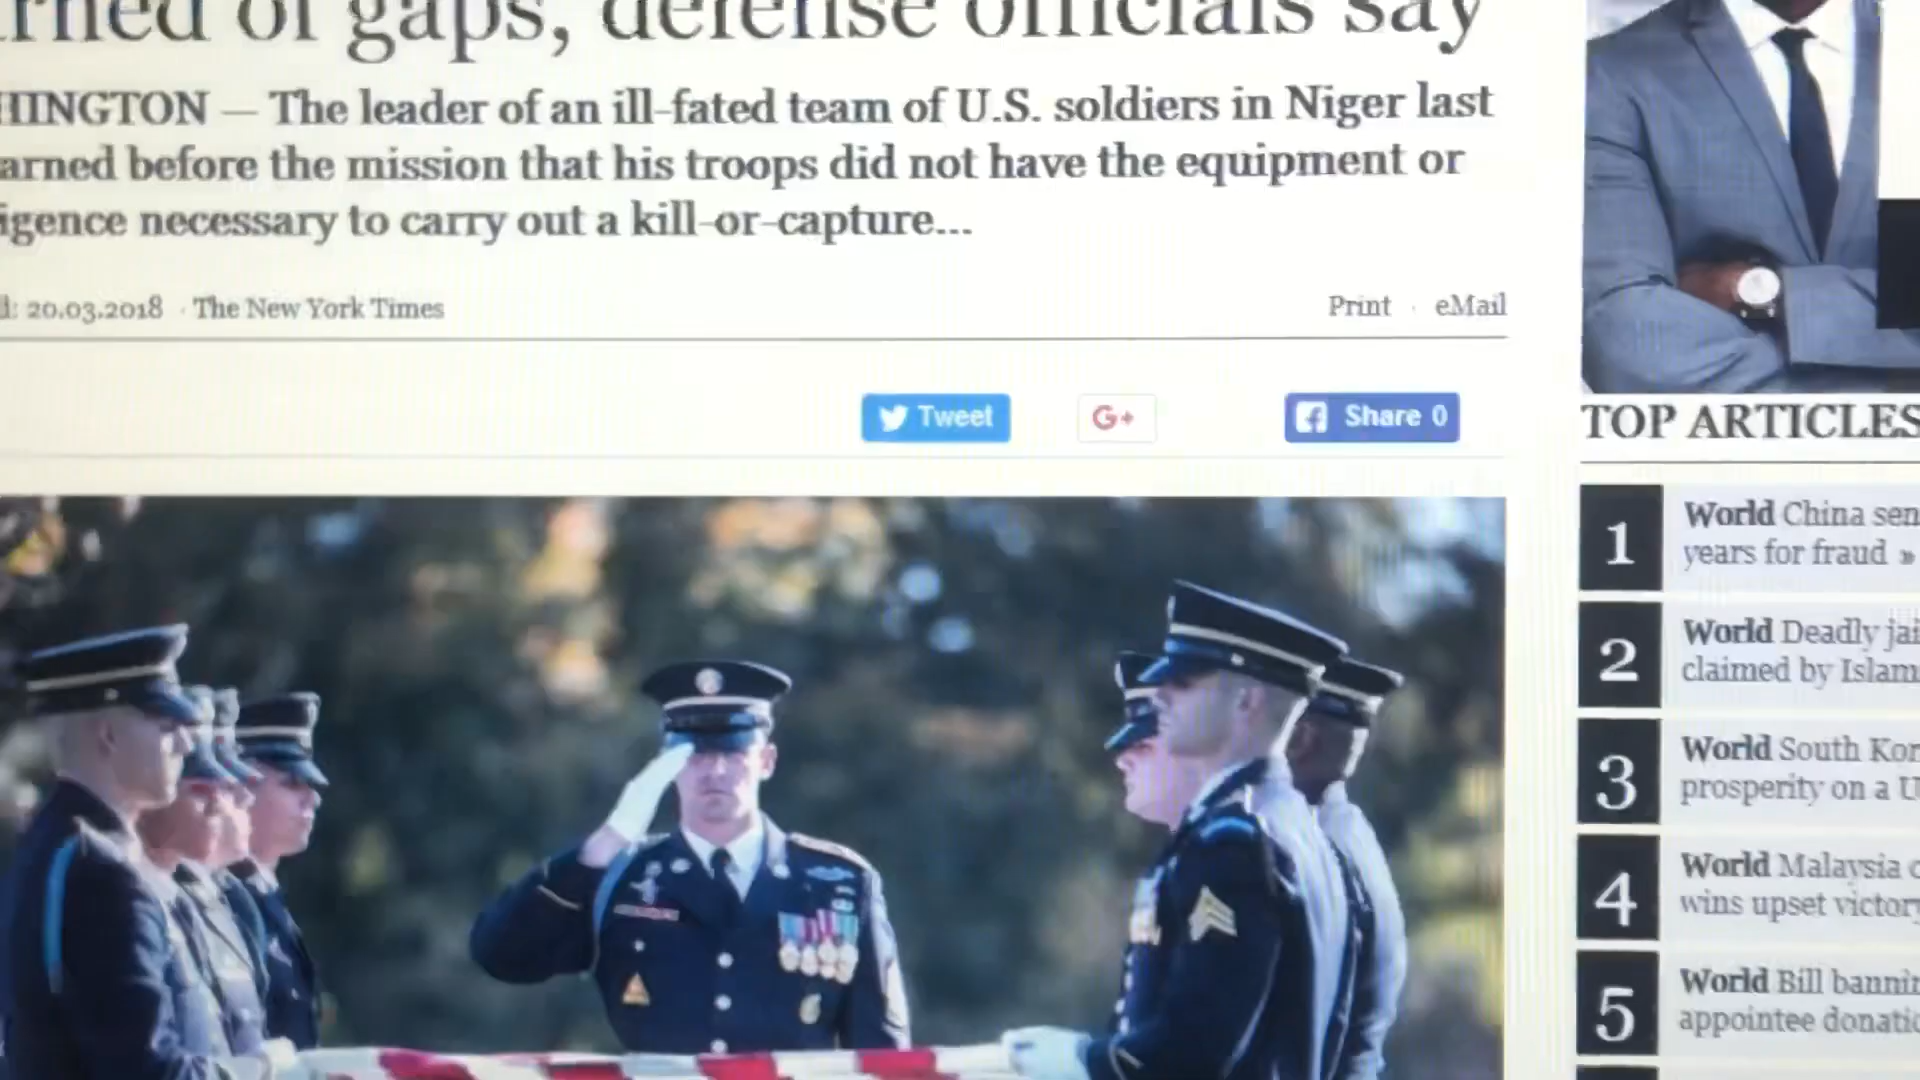 rned of gaps, defense officials say
HINGTON — The leader of an ill-fated team of U.S. soldiers in Niger last
arned before the mission that his troops did not have the equipment or
igence necessary to carry out a kill-or-capture...
d: 20.03.2018 · The New York Times
Print · eMail
Tweet
G+
Share 0
TOP ARTICLES
1
World China sen
years for fraud »
2
World Deadly jai
claimed by Islam
3
World South Kor
prosperity on a U
4
World Malaysia c
wins upset victory
5
World Bill bannin
appointee donatio